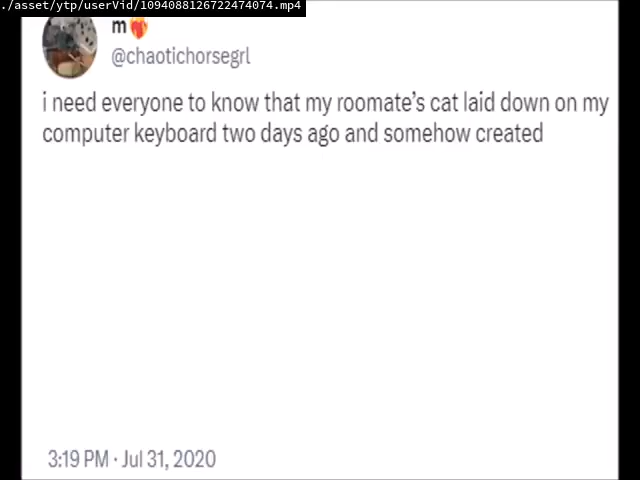 ./asset/ytp/userVid/1094088126722474074.mp4
m❤️‍🔥
@chaotichorsegrl
i need everyone to know that my roomate’s cat laid down on my
computer keyboard two days ago and somehow created
3:19 PM · Jul 31, 2020